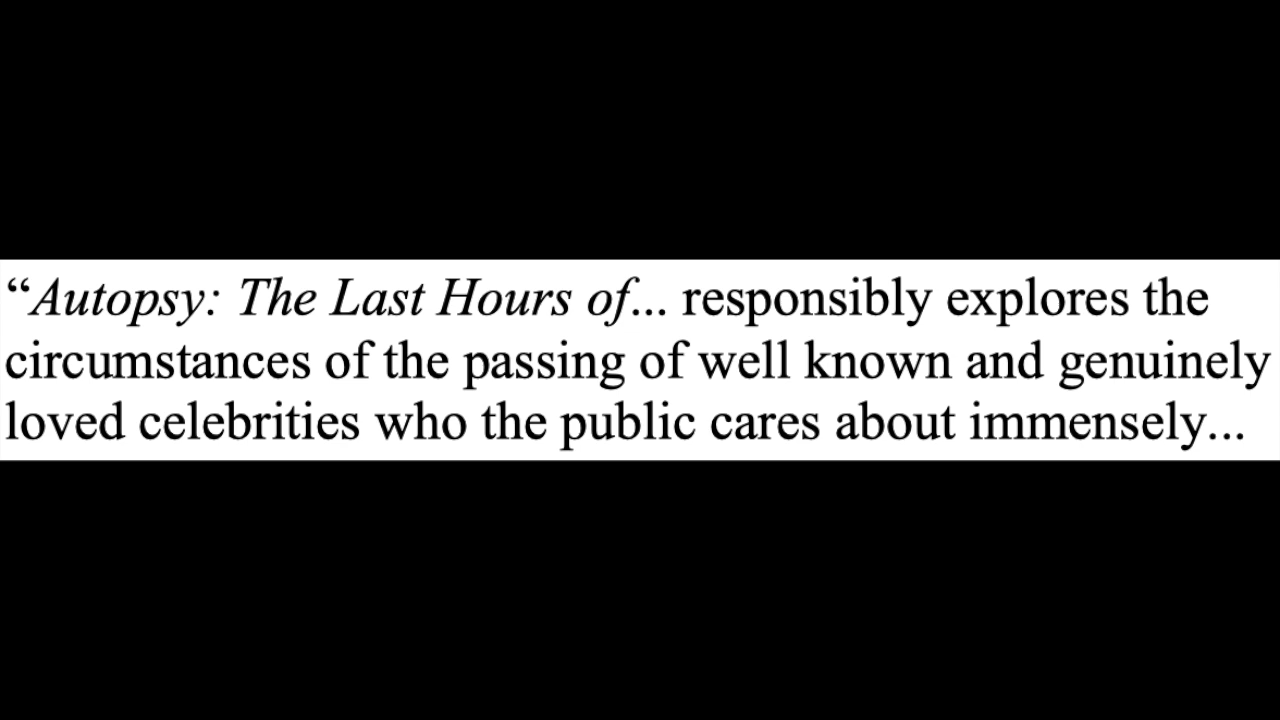 “Autopsy: The Last Hours of... responsibly explores the
circumstances of the passing of well known and genuinely
loved celebrities who the public cares about immensely...